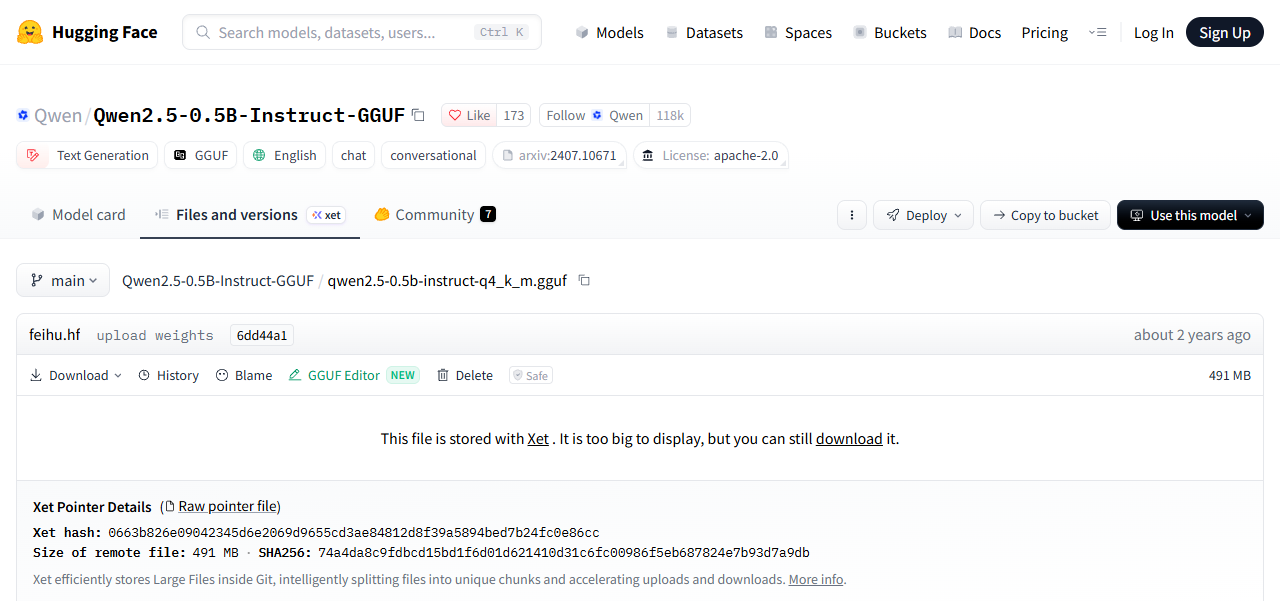 Hugging Face Search models, datasets, users... Ctrl K Models Datasets Spaces Buckets Docs Pricing Log In Sign Up
Qwen/Qwen2.5-0.5B-Instruct-GGUF Like 173 Follow Qwen 118k
Text Generation GGUF English chat conversational arxiv:2407.10671 License: apache-2.0
Model card Files and versions xet Community 7 Deploy Copy to bucket Use this model
main Qwen2.5-0.5B-Instruct-GGUF / qwen2.5-0.5b-instruct-q4_k_m.gguf
feihu.hf upload weights 6dd44a1 about 2 years ago
Download History Blame GGUF Editor NEW Delete Safe 491 MB
This file is stored with Xet . It is too big to display, but you can still download it.
Xet Pointer Details (Raw pointer file)
Xet hash: 0663b826e09042345d6e2069d9655cd3ae84812d8f39a5894bed7b24fc0e86cc
Size of remote file: 491 MB · SHA256: 74a4da8c9fdbcd15bd1f6d01d621410d31c6fc00986f5eb687824e7b93d7a9db
Xet efficiently stores Large Files inside Git, intelligently splitting files into unique chunks and accelerating uploads and downloads. More info.